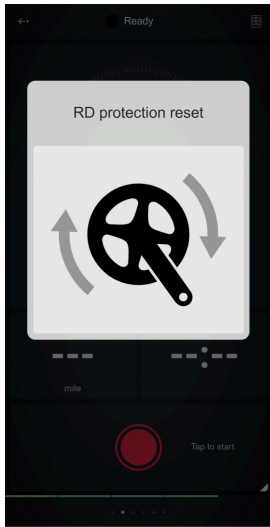 Ready
RD protection reset
--- --:--
mile
Tap to start